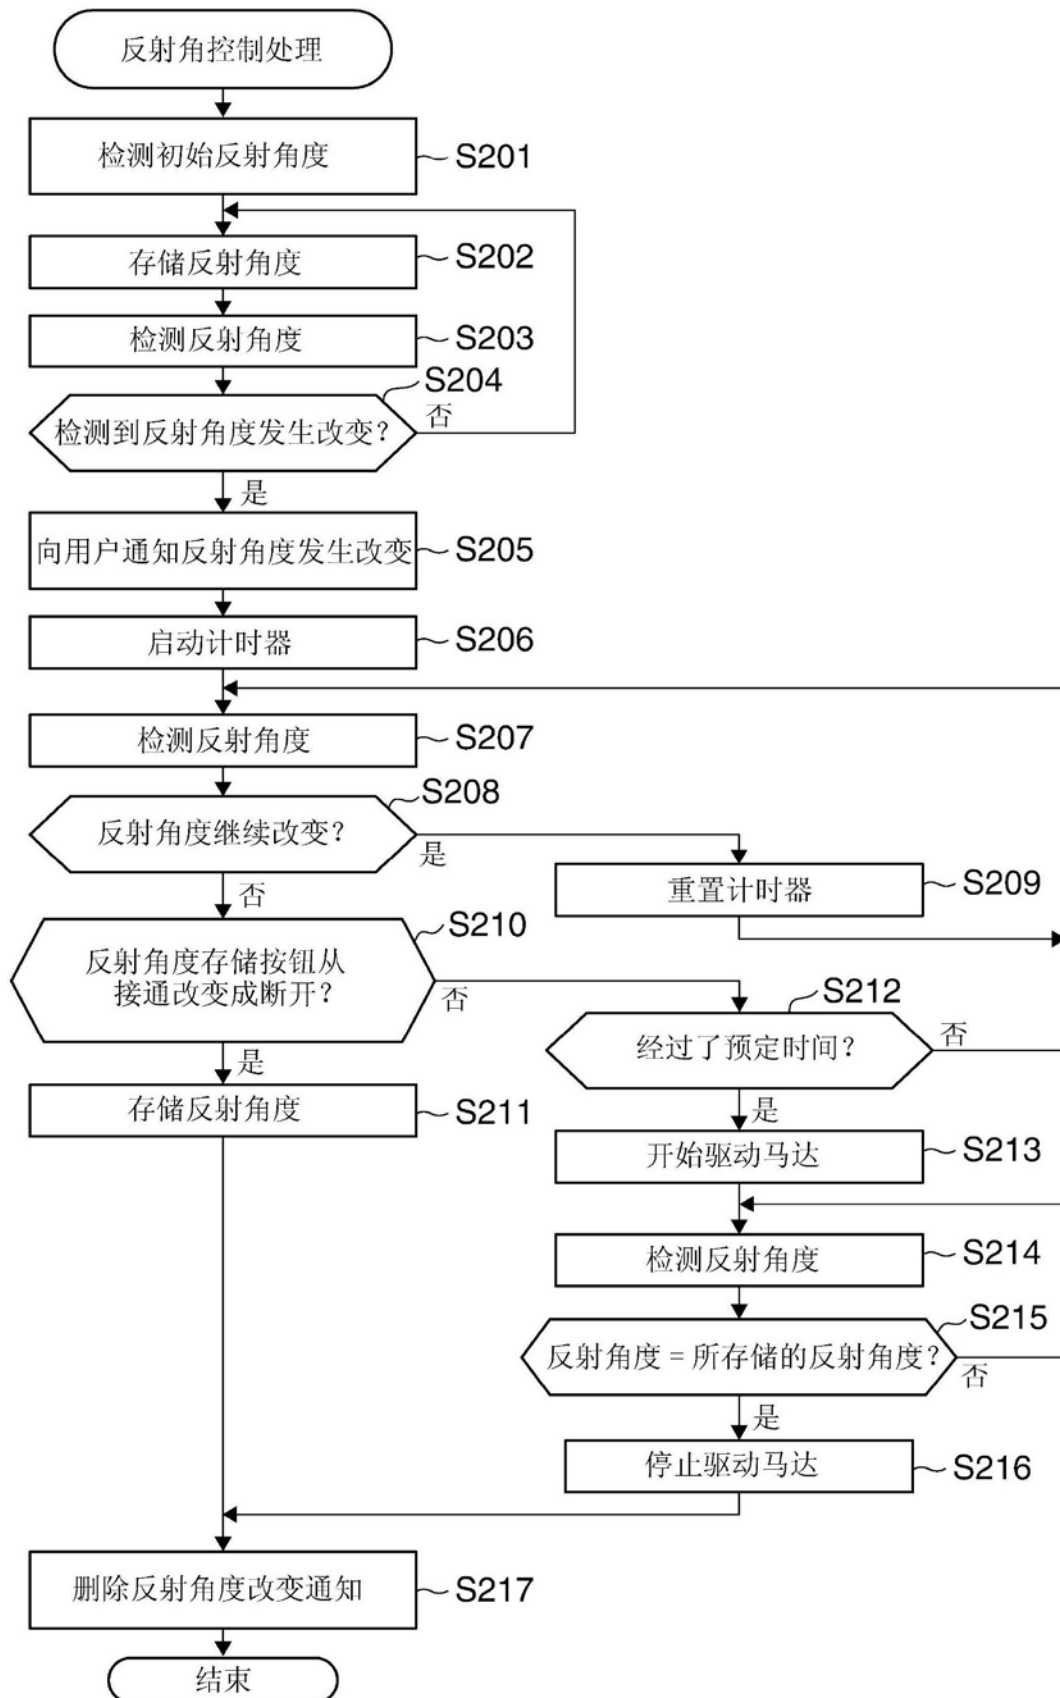 反射角控制处理
检测初始反射角度
S201
存储反射角度
S202
检测反射角度
S203
S204
检测到反射角度发生改变？
否
是
向用户通知反射角度发生改变
S205
启动计时器
S206
检测反射角度
S207
S208
反射角度继续改变？
是
否
重置计时器
S209
S210
反射角度存储按钮从
接通改变成断开？
否
是
S212
经过了预定时间？
否
是
存储反射角度
S211
开始驱动马达
S213
检测反射角度
S214
S215
反射角度 = 所存储的反射角度？
否
是
停止驱动马达
S216
删除反射角度改变通知
S217
结束